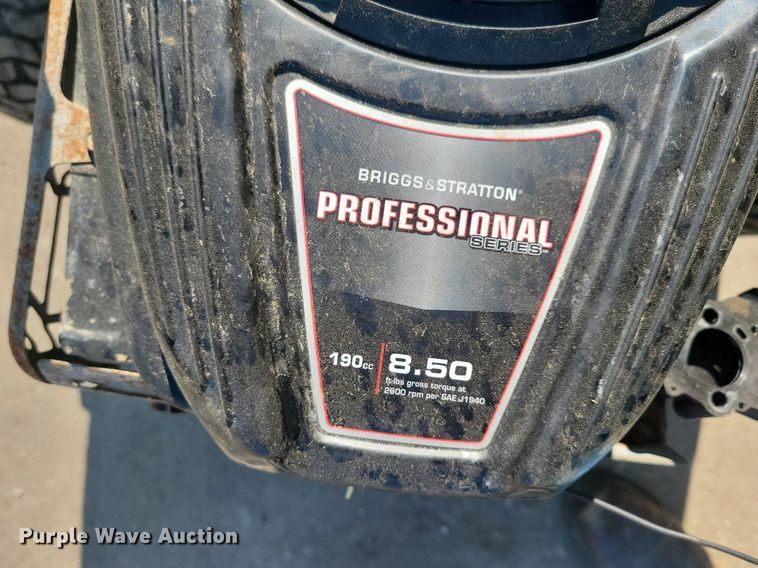 BRIGGS&STRATTON®
PROFESSIONAL
SERIES™
190cc 8.50
ft-lbs gross torque at
2600 rpm per SAE J1940
Purple Wave Auction